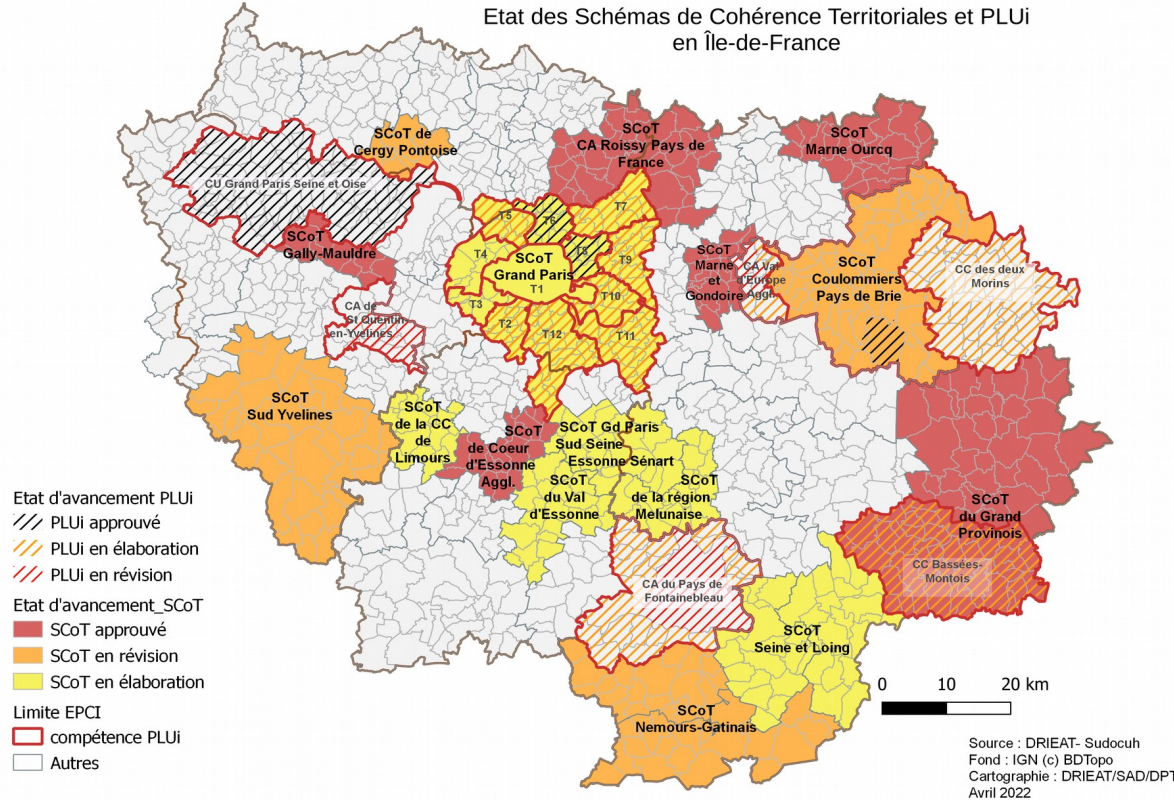 Etat des Schémas de Cohérence Territoriales et PLUi
en Île-de-France
SCoT de
Cergy Pontoise
CU Grand Paris Seine et Oise
SCoT
Gally-Mauldre
CA de
St Quentin
en-Yvelines
SCoT
Sud Yvelines
SCoT
CA Roissy Pays de
France
SCoT
Marne Ourcq
T5
T6
T7
T4
T8
T9
SCoT
Grand Paris
T1
T3
T10
T2
T12
T11
SCoT
Marne
et
Gondoire
CA Val
d'Europe
Aggl.
SCoT
Coulommiers
Pays de Brie
CC des deux
Morins
SCoT
de la CC
de
Limours
SCoT
de Coeur
d'Essonne
Aggl.
SCoT Gd Paris
Sud Seine
Essonne Sénart
SCoT
du Val
d'Essonne
SCoT
de la région
Melunaise
SCoT
du Grand
Provinois
CC Bassées-
Montois
CA du Pays de
Fontainebleau
SCoT
Seine et Loing
SCoT
Nemours-Gatinais
Etat d'avancement PLUi
PLUi approuvé
PLUi en élaboration
PLUi en révision
Etat d'avancement_SCoT
SCoT approuvé
SCoT en révision
SCoT en élaboration
Limite EPCI
compétence PLUi
Autres
0 10 20 km
Source : DRIEAT- Sudocuh
Fond : IGN (c) BDTopo
Cartographie : DRIEAT/SAD/DPT
Avril 2022